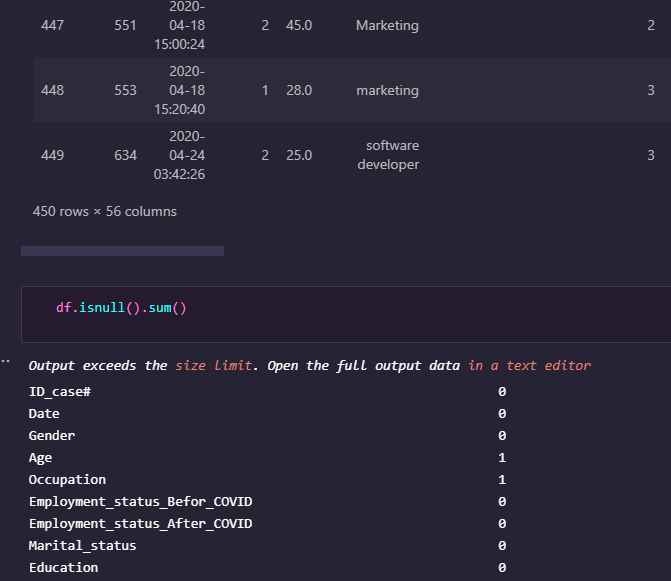 2020-
447 551 04-18 2 45.0 Marketing 2
15:00:24
2020-
448 553 04-18 1 28.0 marketing 3
15:20:40
2020-
449 634 04-24 2 25.0 software developer 3
03:42:26
450 rows × 56 columns
df.isnull().sum()
Output exceeds the size limit. Open the full output data in a text editor
ID_case# 0
Date 0
Gender 0
Age 1
Occupation 1
Employment_status_Befor_COVID 0
Employment_status_After_COVID 0
Marital_status 0
Education 0